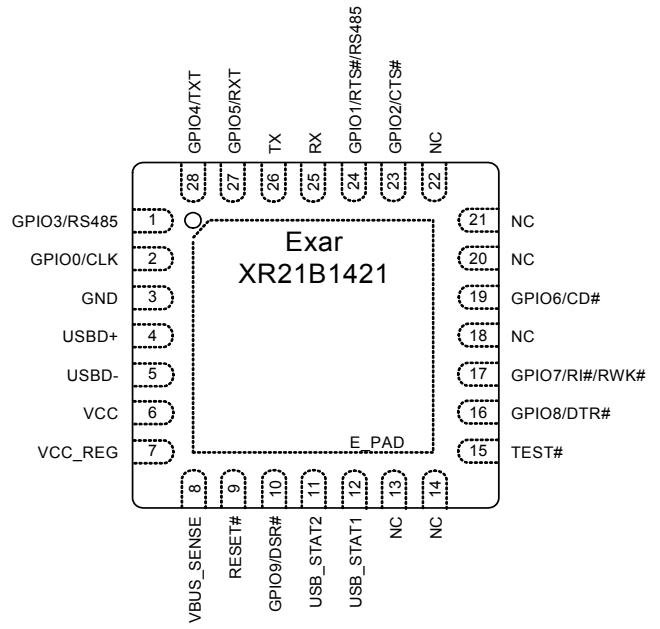 GPIO4/TXT
GPIO5/RXT
TX
RX
GPIO1/RTS#/RS485
GPIO2/CTS#
NC
28
27
26
25
24
23
22
GPIO3/RS485 1
GPIO0/CLK 2
GND 3
USBD+ 4
USBD- 5
VCC 6
VCC_REG 7
Exar
XR21B1421
E_PAD
21 NC
20 NC
19 GPIO6/CD#
18 NC
17 GPIO7/RI#/RWK#
16 GPIO8/DTR#
15 TEST#
8
9
10
11
12
13
14
VBUS_SENSE
RESET#
GPIO9/DSR#
USB_STAT2
USB_STAT1
NC
NC